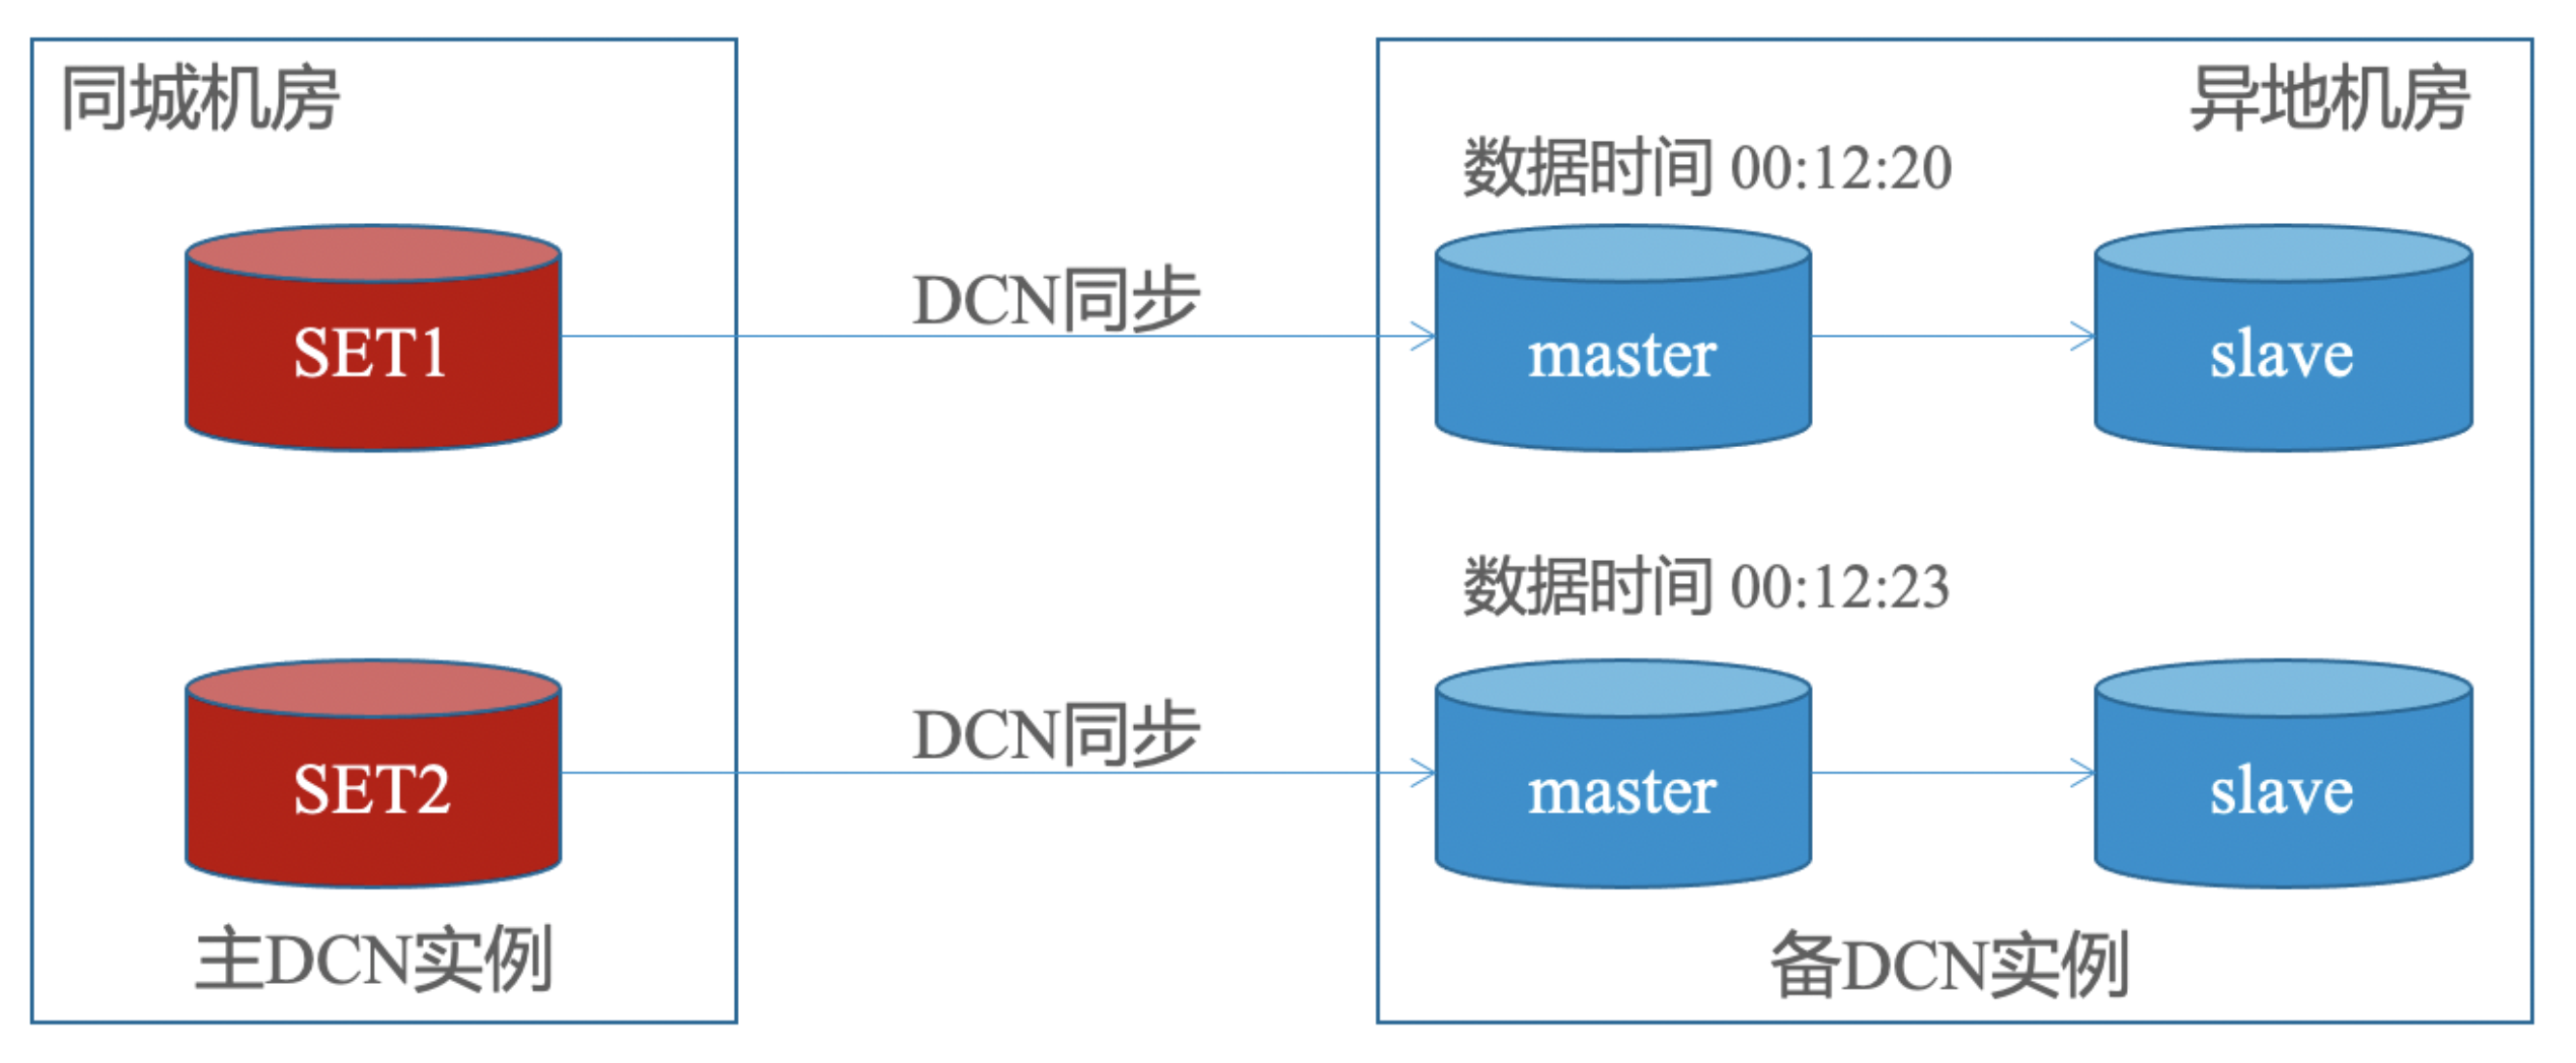 同城机房
异地机房
数据时间 00:12:20
SET1
DCN同步
master
slave
数据时间 00:12:23
SET2
DCN同步
master
slave
主DCN实例
备DCN实例